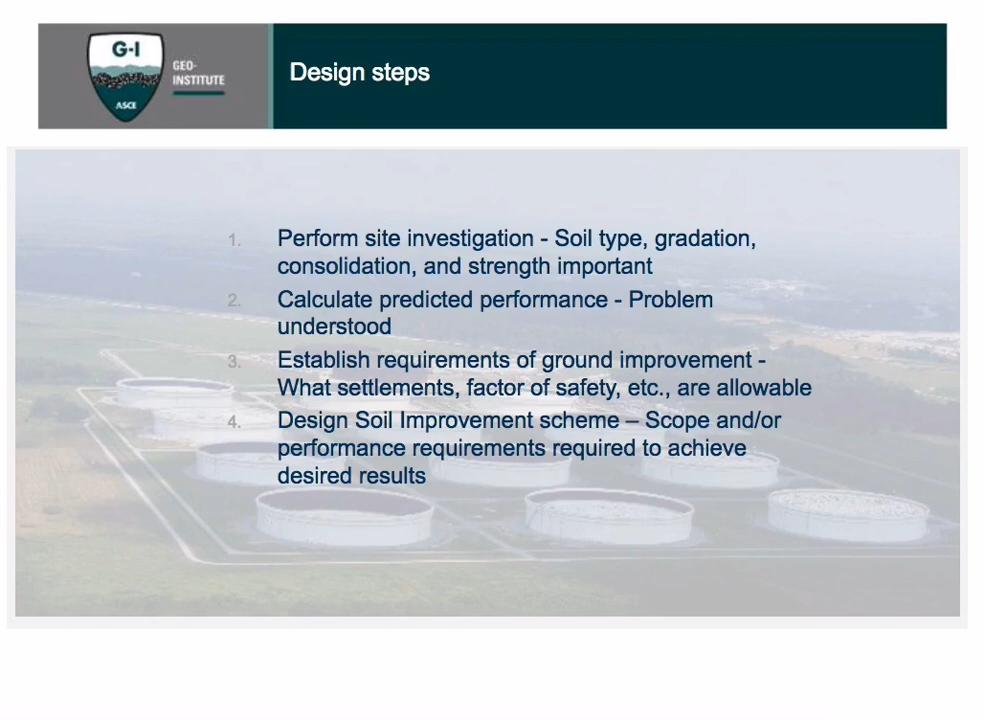 G-I
GEO-
INSTITUTE
ASCE
Design steps
1. Perform site investigation - Soil type, gradation,
consolidation, and strength important
2. Calculate predicted performance - Problem
understood
3. Establish requirements of ground improvement -
What settlements, factor of safety, etc., are allowable
4. Design Soil Improvement scheme – Scope and/or
performance requirements required to achieve
desired results